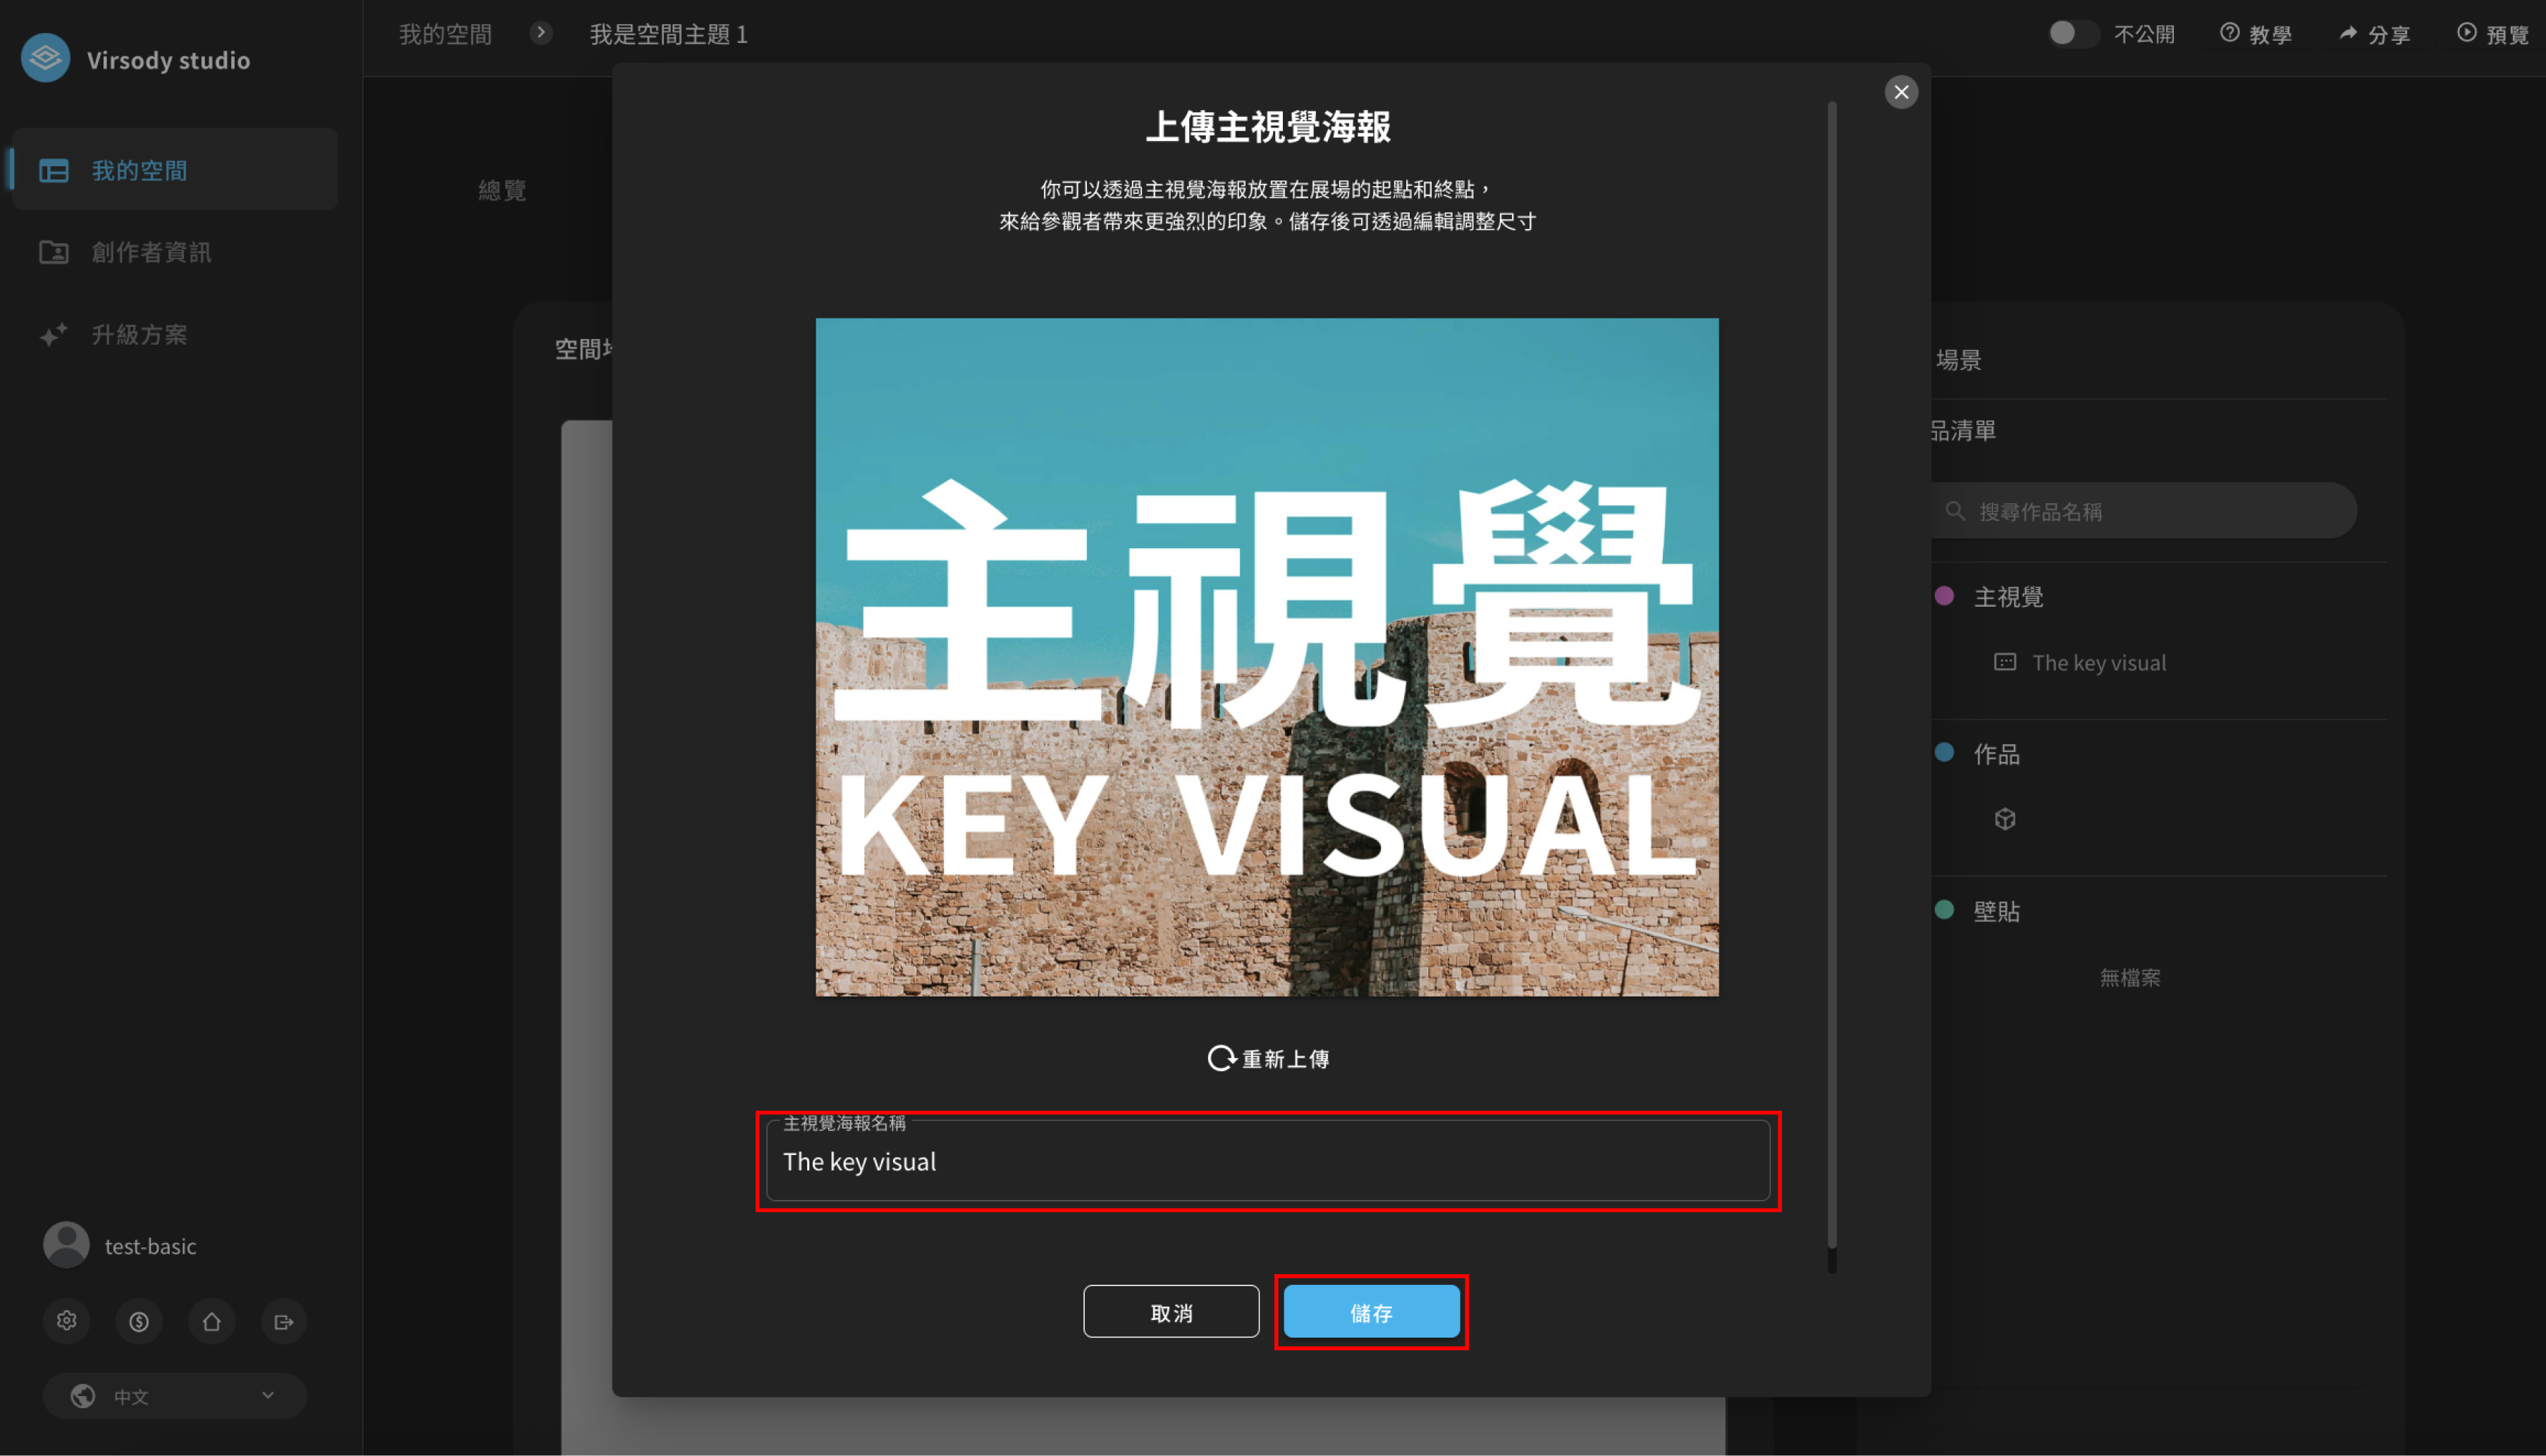 Virsody studio
我的空間
創作者資訊
升級方案
test-basic
中文
我的空間
我是空間主題 1
不公開
教學
分享
預覽
總覽
空間
上傳主視覺海報
你可以透過主視覺海報放置在展場的起點和終點，
來給參觀者帶來更強烈的印象。儲存後可透過編輯調整尺寸
主視覺
KEY VISUAL
重新上傳
主視覺海報名稱
The key visual
取消
儲存
場景
品清單
搜尋作品名稱
主視覺
The key visual
作品
壁貼
無檔案